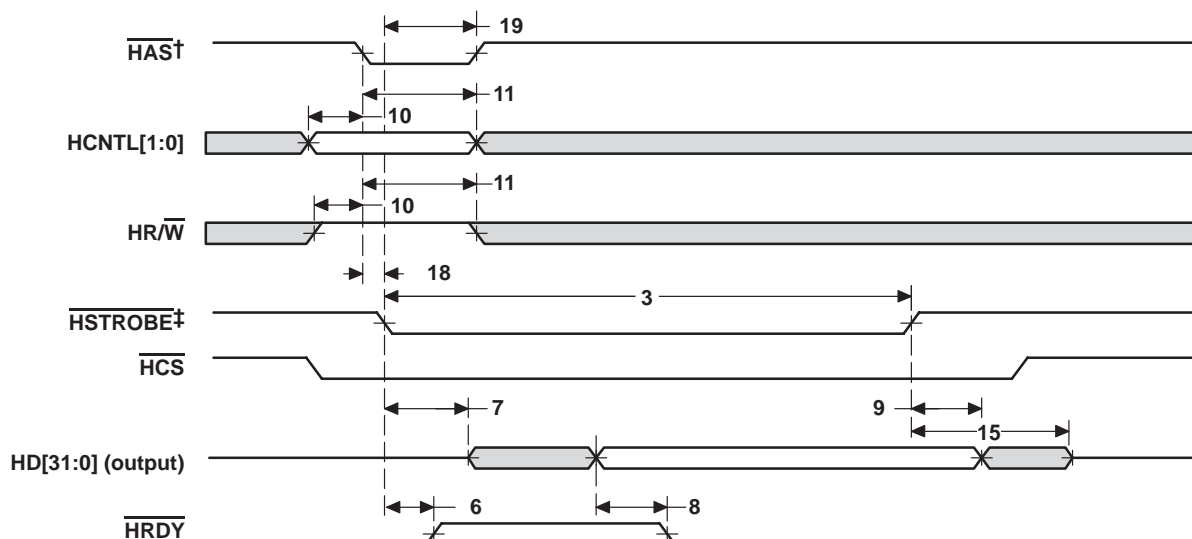 19
HAS†
11
10
HCNTL[1:0]
11
10
HR/W
18
3
HSTROBE‡
HCS
7
9
15
HD[31:0] (output)
6
8
HRDY